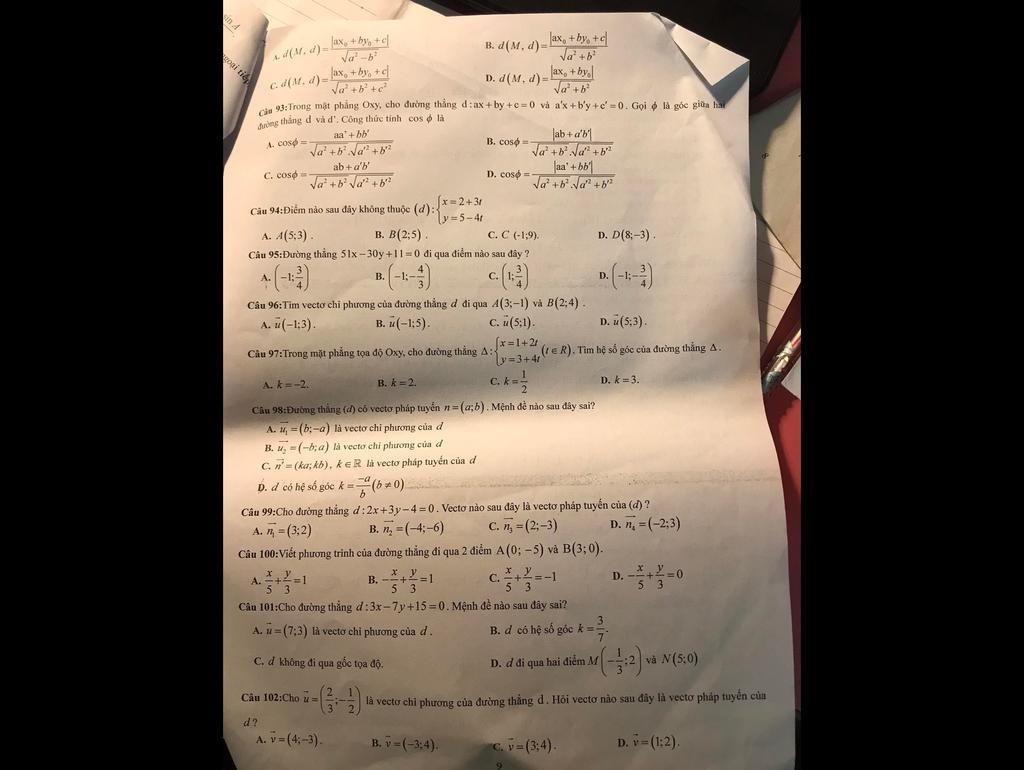 sin A
ngoại tiếp
A. d(M, d) = |ax₀ + by₀ + c| / √(a² − b²) B. d(M, d) = |ax₀ + by₀ + c| / √(a² + b²)
C. d(M, d) = |ax₀ + by₀ + c| / √(a² + b² + c²) D. d(M, d) = |ax₀ + by₀| / √(a² + b²)
Câu 93:Trong mặt phẳng Oxy, cho đường thẳng d : ax + by + c = 0 và a'x + b'y + c' = 0. Gọi ϕ là góc giữa hai
đường thẳng d và d'. Công thức tính cos ϕ là
A. cosϕ = (aa' + bb') / (√(a² + b²).√(a'² + b'²)) B. cosϕ = |ab + a'b'| / (√(a² + b²).√(a'² + b'²))
C. cosϕ = (ab + a'b') / (√(a² + b²) √(a'² + b'²)) D. cosϕ = |aa' + bb'| / (√(a² + b²).√(a'² + b'²))
Câu 94:Điểm nào sau đây không thuộc (d): {x = 2 + 3t; y = 5 − 4t
A. A(5;3). B. B(2;5). C. C (-1;9). D. D(8;−3).
Câu 95:Đường thẳng 51x − 30y + 11 = 0 đi qua điểm nào sau đây ?
A. (−1; 3/4) B. (−1; −4/3) C. (1; 3/4) D. (−1; −3/4)
Câu 96:Tìm vectơ chỉ phương của đường thẳng d đi qua A(3;−1) và B(2;4) .
A. u⃗(−1;3). B. u⃗(−1;5). C. u⃗(5;1). D. u⃗(5;3).
Câu 97:Trong mặt phẳng tọa độ Oxy, cho đường thẳng Δ: {x = 1 + 2t; y = 3 + 4t (t ∈ R). Tìm hệ số góc của đường thẳng Δ.
A. k = −2. B. k = 2. C. k = 1/2 D. k = 3.
Câu 98:Đường thẳng (d) có vectơ pháp tuyến n = (a;b). Mệnh đề nào sau đây sai?
A. u₁⃗ = (b;−a) là vectơ chỉ phương của d
B. u₂⃗ = (−b;a) là vectơ chỉ phương của d
C. n'⃗ = (ka; kb), k ∈ ℝ là vectơ pháp tuyến của d
D. d có hệ số góc k = −a/b (b ≠ 0)
Câu 99:Cho đường thẳng d : 2x + 3y − 4 = 0. Vectơ nào sau đây là vectơ pháp tuyến của (d) ?
A. n₁⃗ = (3;2) B. n₂⃗ = (−4;−6) C. n₃⃗ = (2;−3) D. n₄⃗ = (−2;3)
Câu 100:Viết phương trình của đường thẳng đi qua 2 điểm A(0; −5) và B(3;0).
A. x/5 + y/3 = 1 B. −x/5 + y/3 = 1 C. x/5 + y/3 = −1 D. −x/5 + y/3 = 0
Câu 101:Cho đường thẳng d : 3x − 7y + 15 = 0. Mệnh đề nào sau đây sai?
A. u⃗ = (7;3) là vectơ chỉ phương của d . B. d có hệ số góc k = 3/7.
C. d không đi qua gốc tọa độ. D. d đi qua hai điểm M(−1/3; 2) và N(5;0)
Câu 102:Cho u⃗ = (2/3; −1/2) là vectơ chỉ phương của đường thẳng d. Hỏi vectơ nào sau đây là vectơ pháp tuyến của
d ?
A. v⃗ = (4;−3). B. v⃗ = (−3;4). C. v⃗ = (3;4). D. v⃗ = (1;2).
9